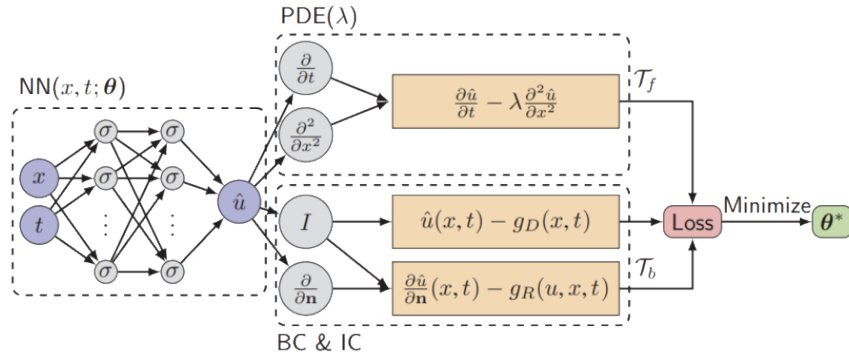 PDE(λ)
NN(x, t; θ)
∂/∂t
∂²/∂x²
∂û/∂t − λ ∂²û/∂x²
𝒯_f
σ
σ
σ
σ
⋮
⋮
σ
σ
x
t
û
I
∂/∂n
û(x, t) − g_D(x, t)
∂û/∂n (x, t) − g_R(u, x, t)
𝒯_b
Loss
Minimize
θ*
BC & IC